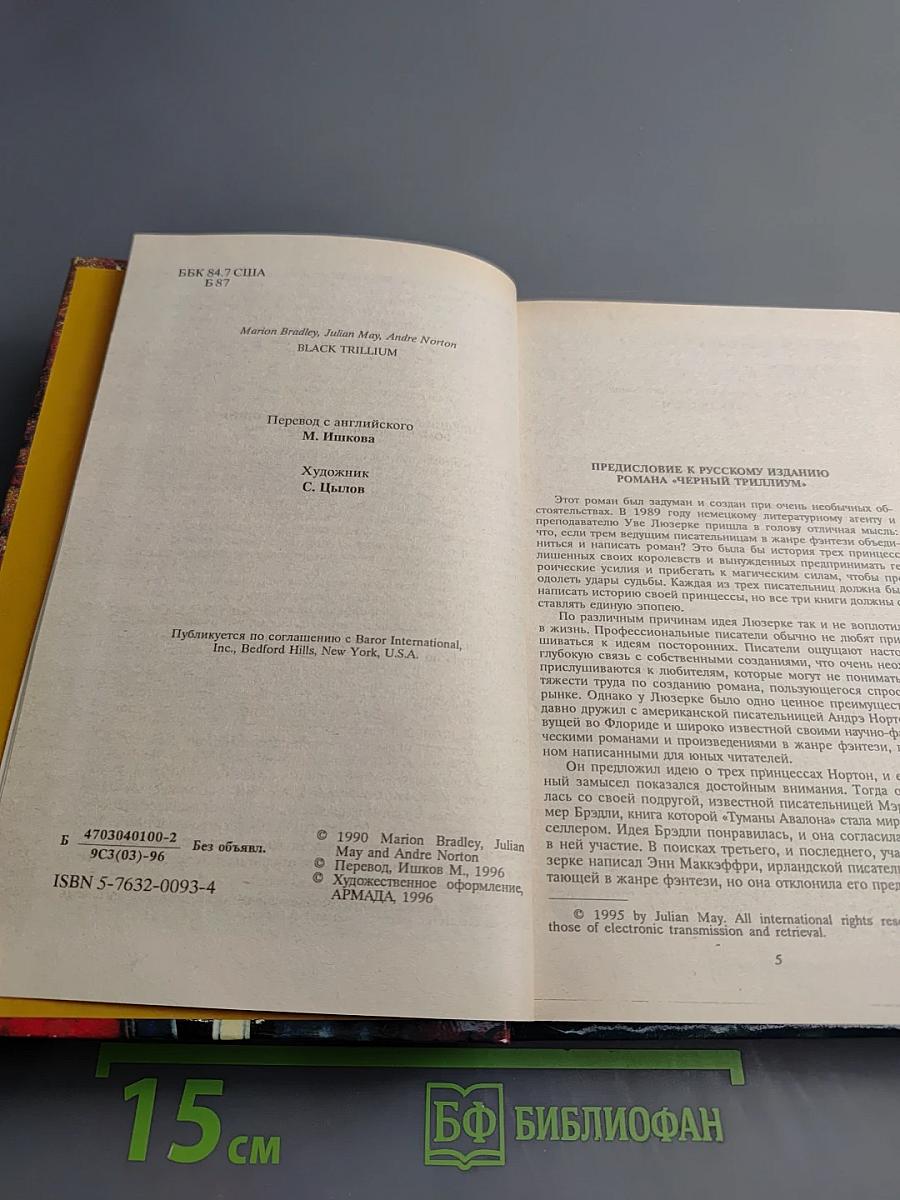 ББК 84.7 США
Б 87
Marion Bradley, Julian May, Andre Norton
BLACK TRILLIUM
Перевод с английского
М. Ишкова
Художник
С. Цылов
Публикуется по соглашению с Baror International,
Inc., Bedford Hills, New York, U.S.A.
Б 4703040100-2 Без объявл.
9С3(03)-96
ISBN 5-7632-0093-4
© 1990 Marion Bradley, Julian
May and Andre Norton
© Перевод, Ишков М., 1996
© Художественное оформление,
АРМАДА, 1996
ПРЕДИСЛОВИЕ К РУССКОМУ ИЗДАНИЮ
РОМАНА «ЧЕРНЫЙ ТРИЛЛИУМ»
Этот роман был задуман и создан при очень необычных об-
стоятельствах. В 1989 году немецкому литературному агенту и
преподавателю Уве Люзерке пришла в голову отличная мысль:
что, если трем ведущим писательницам в жанре фэнтези объеди-
ниться и написать роман? Это была бы история трех принцесс,
лишенных своих королевств и вынужденных предпринимать ге
роические усилия и прибегать к магическим силам, чтобы пре
одолеть удары судьбы. Каждая из трех писательниц должна бы
написать историю своей принцессы, но все три книги должны с
ставлять единую эпопею.
По различным причинам идея Люзерке так и не воплотил
в жизнь. Профессиональные писатели обычно не любят при
шиваться к идеям посторонних. Писатели ощущают насто
глубокую связь с собственными созданиями, что очень неох
прислушиваются к любителям, которые могут не понимать
тяжести труда по созданию романа, пользующегося спрос
рынке. Однако у Люзерке было одно ценное преимущест
давно дружил с американской писательницей Андрэ Норто
вущей во Флориде и широко известной своими научно-фа
ческими романами и произведениями в жанре фэнтези,
ном написанными для юных читателей.
Он предложил идею о трех принцессах Нортон, и е
ный замысел показался достойным внимания. Тогда о
лась со своей подругой, известной писательницей Мэр
мер Брэдли, книга которой «Туманы Авалона» стала мир
селлером. Идея Брэдли понравилась, и она согласила
в ней участие. В поисках третьего, и последнего, уча
зерке написал Энн Маккэффри, ирландской писател
тающей в жанре фэнтези, но она отклонила его пред
© 1995 by Julian May. All international rights rese
those of electronic transmission and retrieval.
5
15 см
БФ БИБЛИОФАН